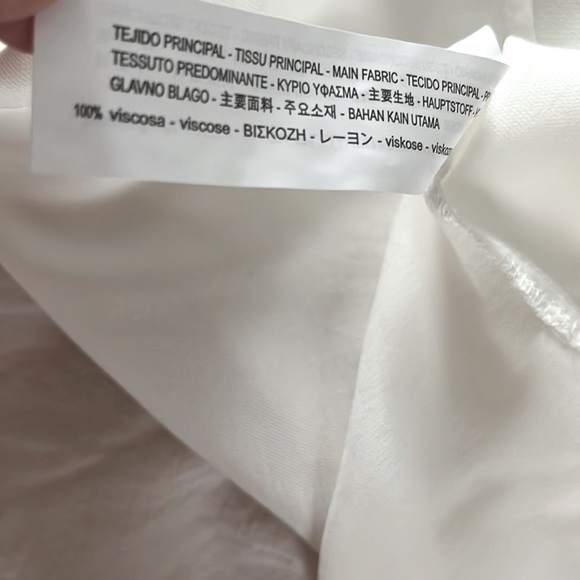 TEJIDO PRINCIPAL - TISSU PRINCIPAL - MAIN FABRIC - TECIDO PRINCIPAL -
TESSUTO PREDOMINANTE - ΚΥΡΙΟ ΥΦΑΣΜΑ - 主要生地 - HAUPTSTOFF -
GLAVNO BLAGO - 主要面料 - 주요소재 - BAHAN KAIN UTAMA
100% viscosa - viscose - ΒΙΣΚΟΖΗ - レーヨン - viskose -